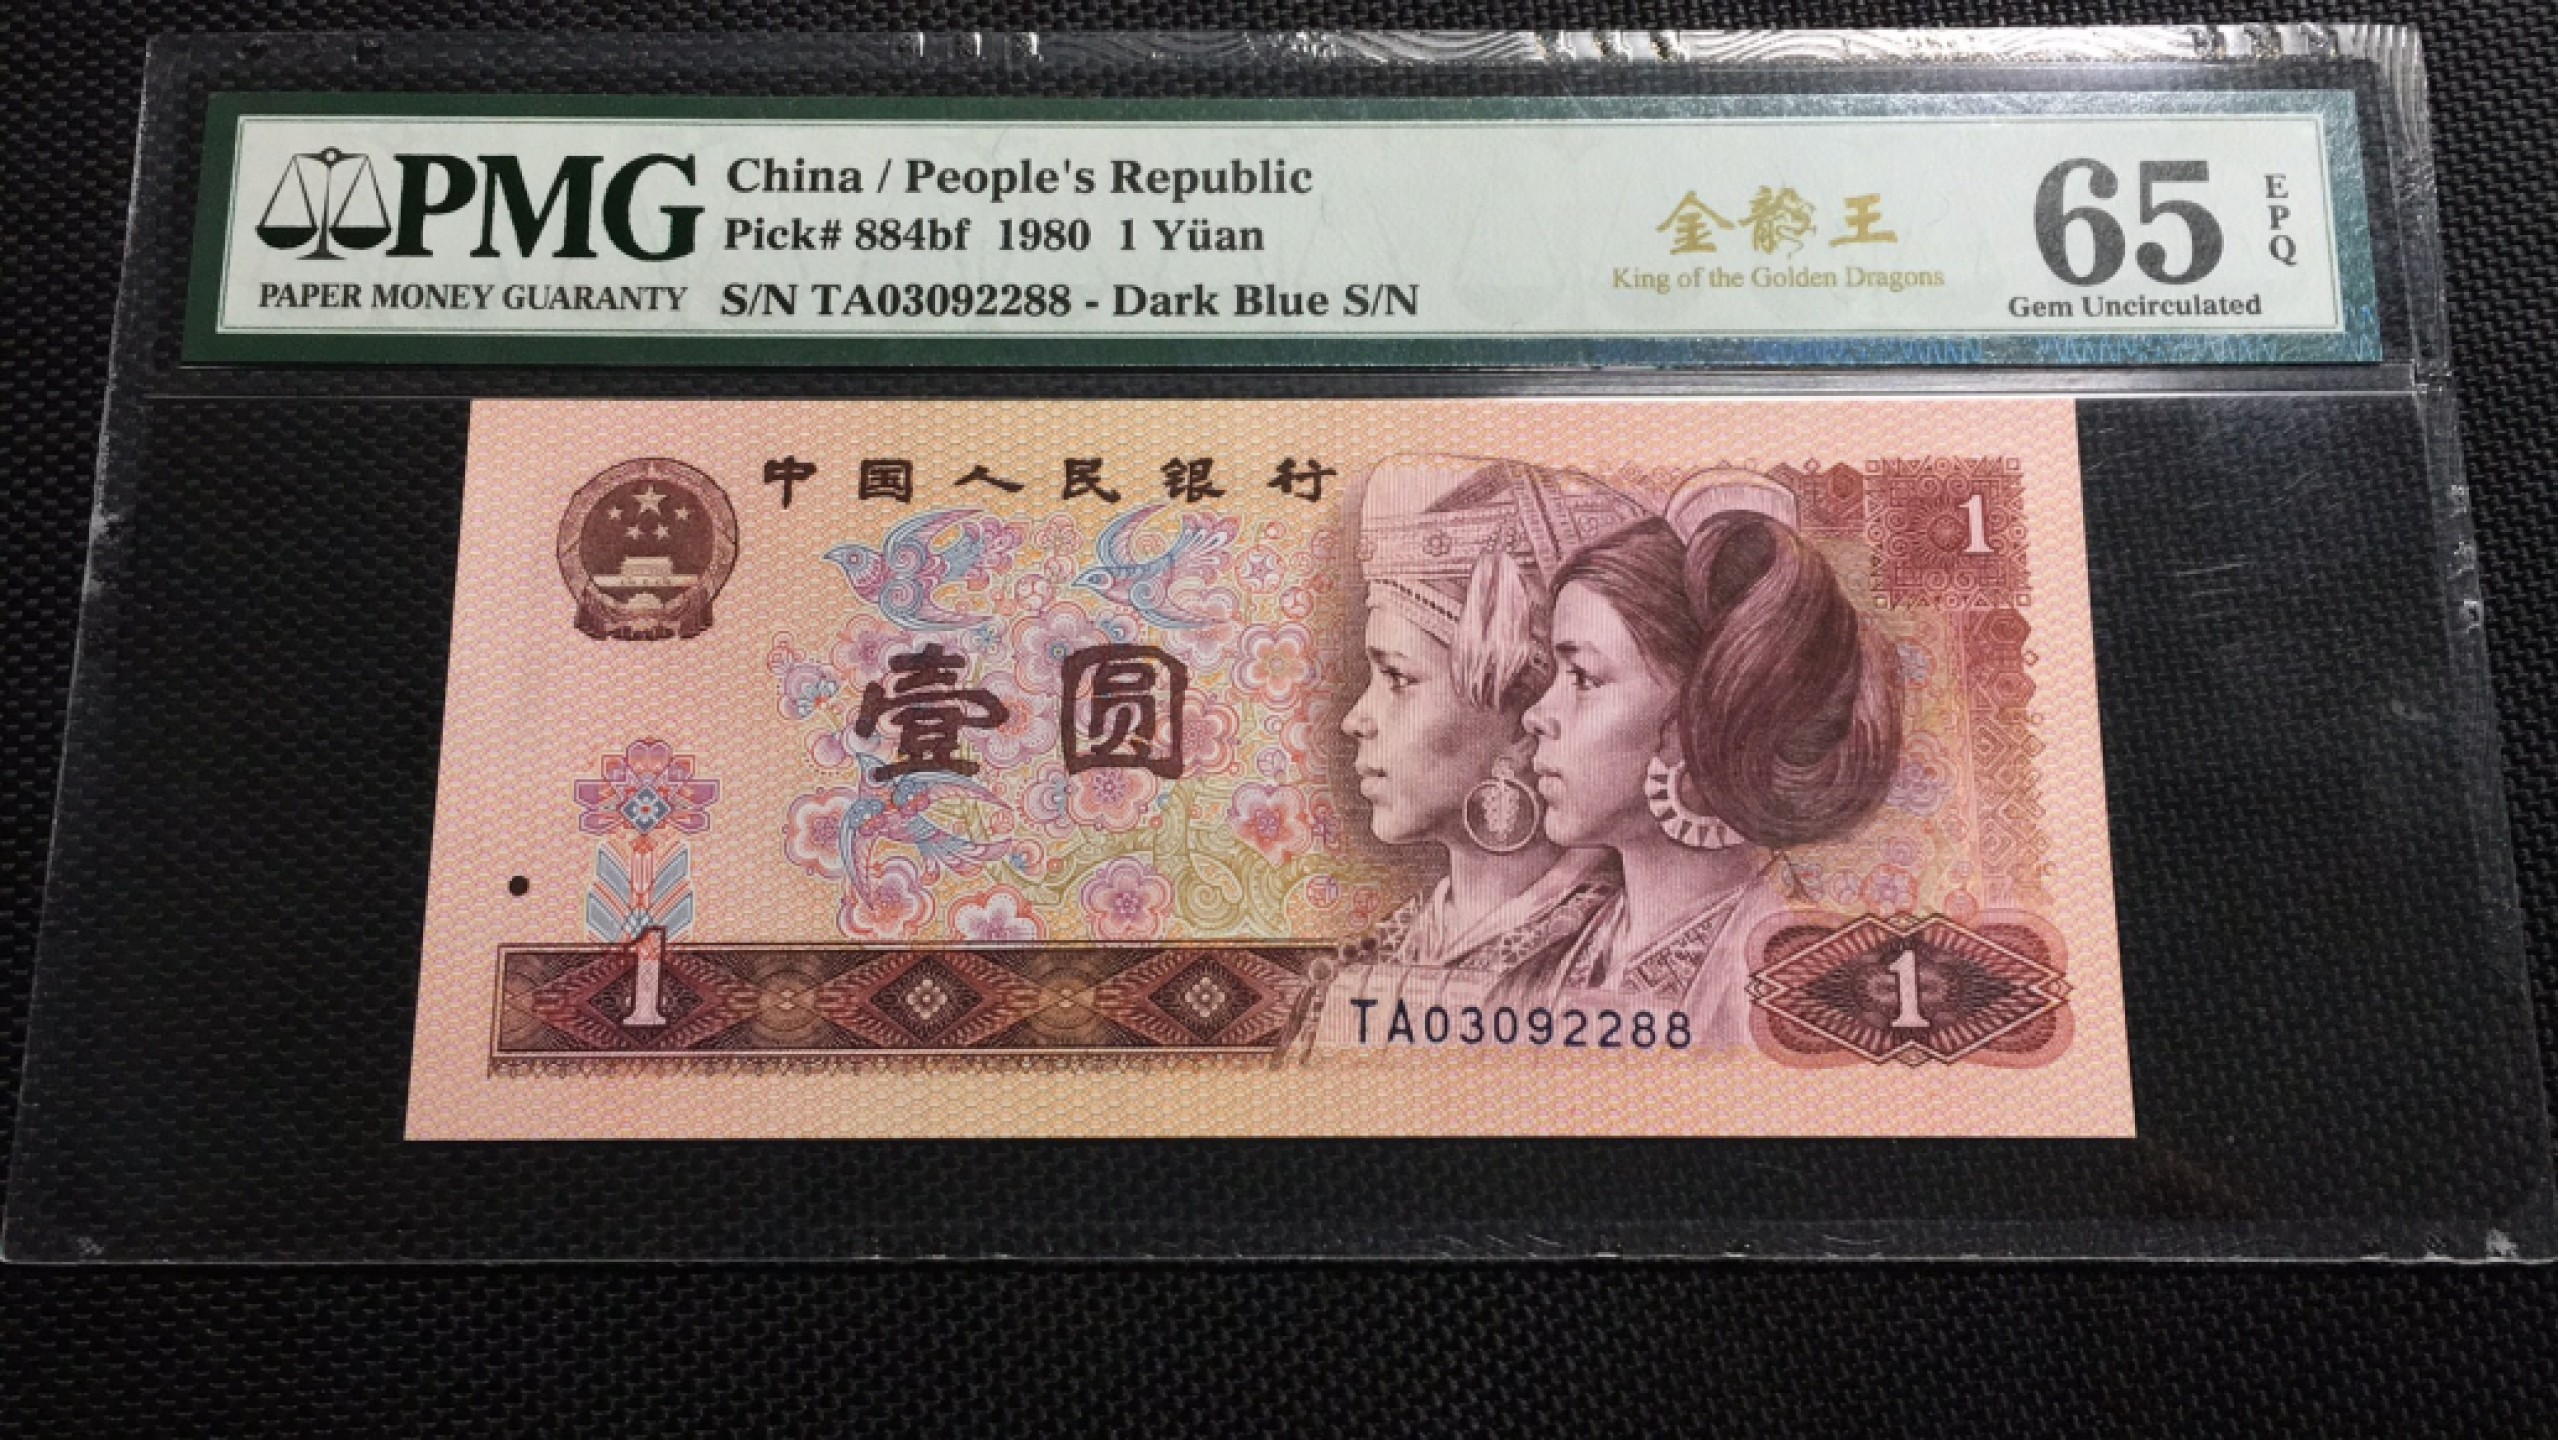 PMG
PAPER MONEY GUARANTY
China / People's Republic
Pick# 884bf 1980 1 Yüan
S/N TA03092288 - Dark Blue S/N
金龍王
King of the Golden Dragons
65
EPQ
Gem Uncirculated
中国人民银行
1
壹圆
1
TA03092288
1